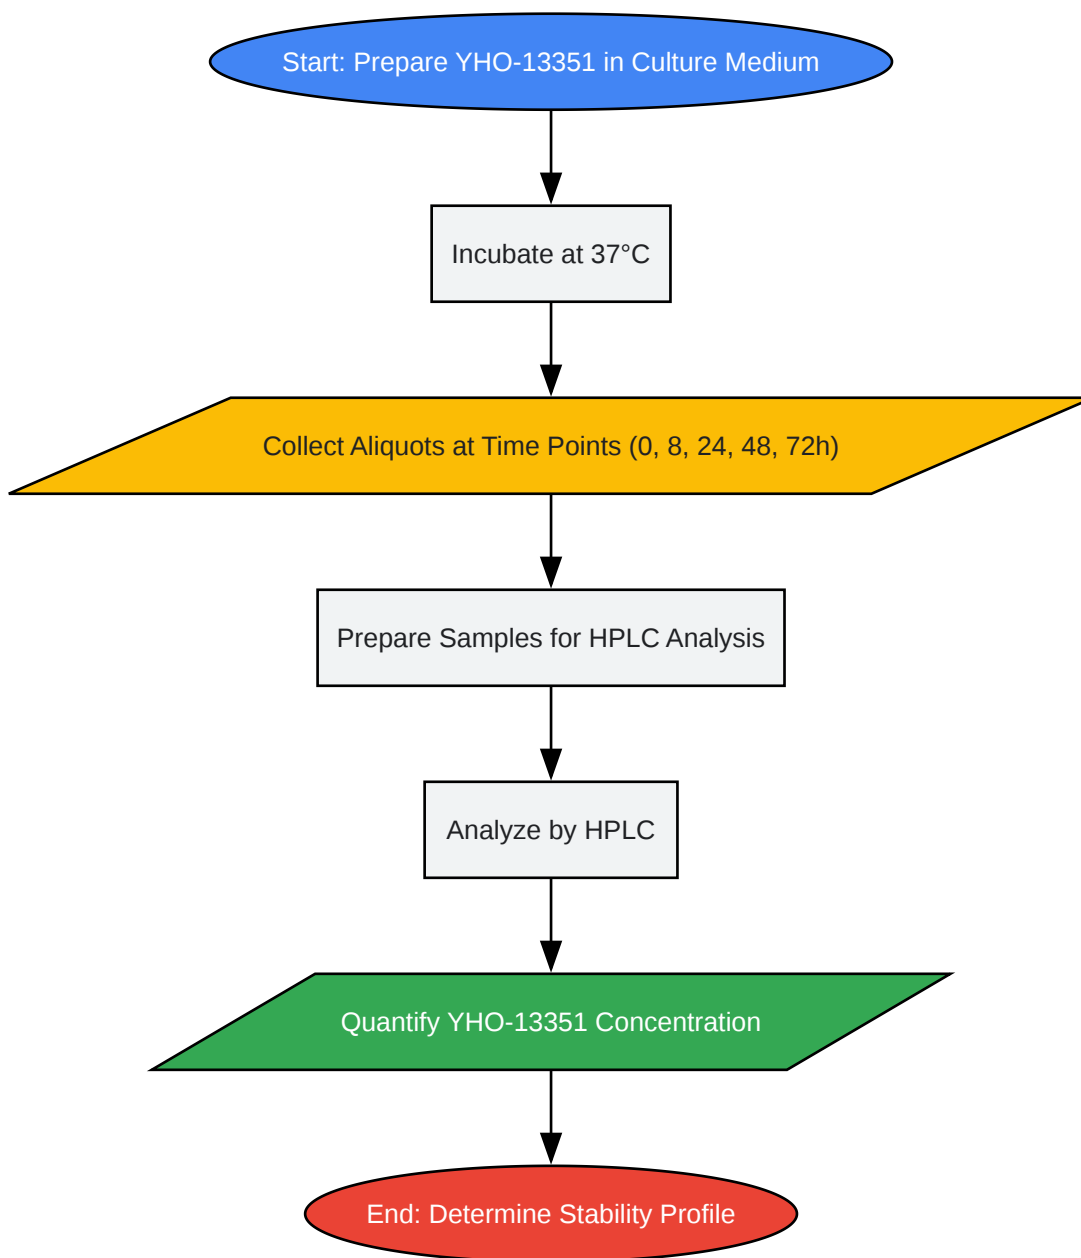 Start: Prepare YHO-13351 in Culture Medium
Incubate at 37°C
Collect Aliquots at Time Points (0, 8, 24, 48, 72h)
Prepare Samples for HPLC Analysis
Analyze by HPLC
Quantify YHO-13351 Concentration
End: Determine Stability Profile